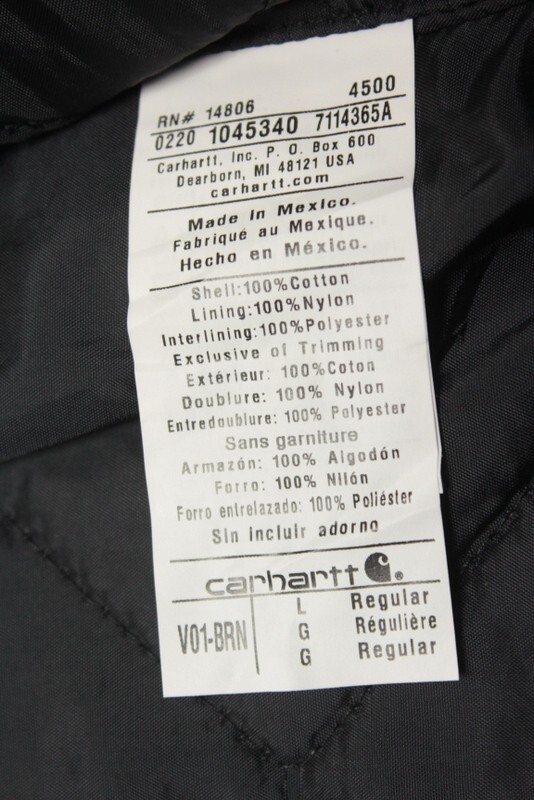 RN# 14806 4500
0220 1045340 7114365A
Carhartt, Inc. P. O. Box 600
Dearborn, MI 48121 USA
carhartt.com
Made in Mexico.
Fabriqué au Mexique.
Hecho en México.
Shell:100%Cotton
Lining:100%Nylon
Interlining:100%Polyester
Exclusive of Trimming
Extérieur: 100%Coton
Doublure: 100% Nylon
Entredoublure: 100% Polyester
Sans garniture
Armazón: 100% Algodón
Forro: 100% Nilón
Forro entrelazado: 100% Poliéster
Sin incluir adorno
carhartt
V01-BRN
L Regular
G Régulière
G Regular